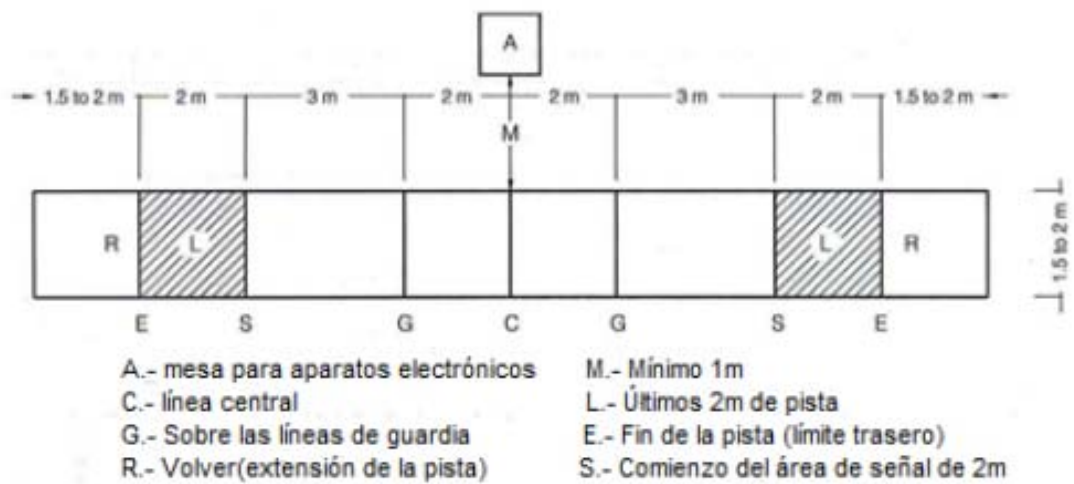 A
1.5 to 2 m 2 m 3 m 2 m 2 m 3 m 2 m 1.5 to 2 m
M
R L L R
1.5 to 2 m
E S G C G S E
A.- mesa para aparatos electrónicos M.- Mínimo 1m
C.- línea central L.- Últimos 2m de pista
G.- Sobre las líneas de guardia E.- Fin de la pista (límite trasero)
R.- Volver(extensión de la pista) S.- Comienzo del área de señal de 2m